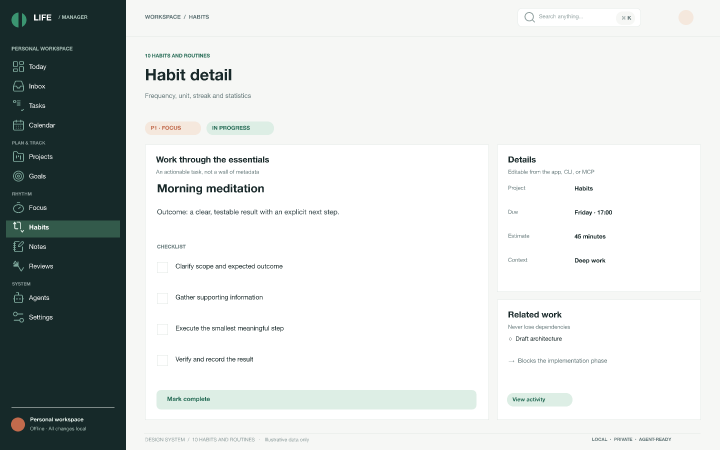 LIFE / MANAGER
PERSONAL WORKSPACE
Today
Inbox
Tasks
Calendar
PLAN & TRACK
Projects
Goals
RHYTHM
Focus
Habits
Notes
Reviews
SYSTEM
Agents
Settings
Personal workspace
Offline · All changes local
WORKSPACE / HABITS
Search anything...
⌘ K
10 HABITS AND ROUTINES
Habit detail
Frequency, unit, streak and statistics
P1 · FOCUS
IN PROGRESS
Work through the essentials
An actionable task, not a wall of metadata
Morning meditation
Outcome: a clear, testable result with an explicit next step.
CHECKLIST
Clarify scope and expected outcome
Gather supporting information
Execute the smallest meaningful step
Verify and record the result
Mark complete
Details
Editable from the app, CLI, or MCP
Project Habits
Due Friday · 17:00
Estimate 45 minutes
Context Deep work
Related work
Never lose dependencies
○ Draft architecture
→ Blocks the implementation phase
View activity
DESIGN SYSTEM / 10 HABITS AND ROUTINES · Illustrative data only
LOCAL · PRIVATE · AGENT-READY